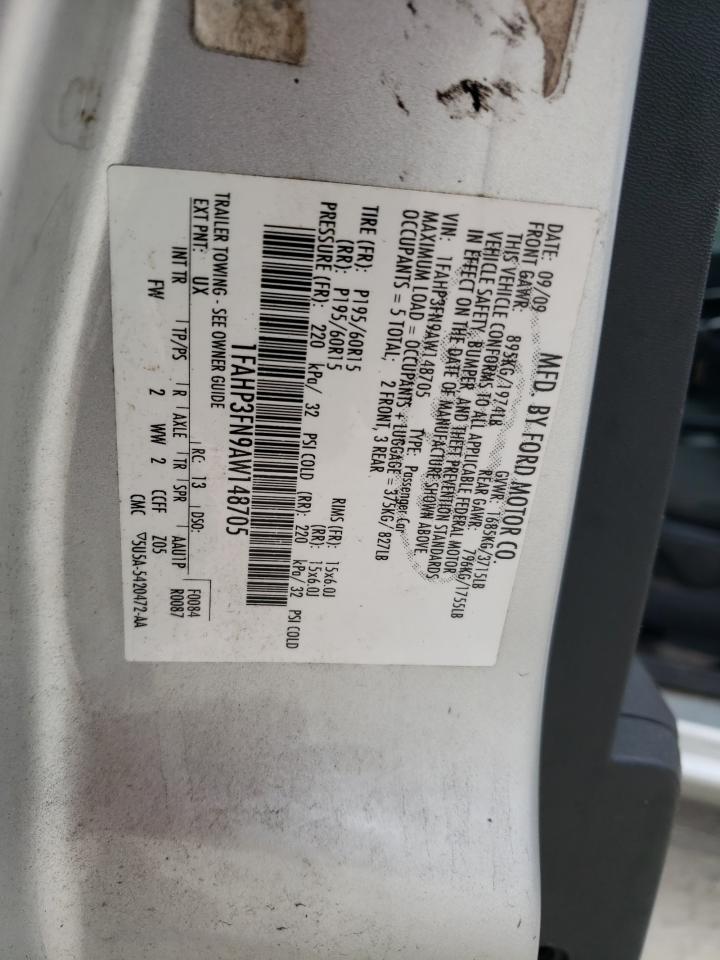 MFD. BY FORD MOTOR CO.
DATE: 09/09 GVWR: 1685KG/3715LB
FRONT GAWR: 895KG/1974LB REAR GAWR: 796KG/1755LB
THIS VEHICLE CONFORMS TO ALL APPLICABLE FEDERAL MOTOR
VEHICLE SAFETY, BUMPER, AND THEFT PREVENTION STANDARDS
IN EFFECT ON THE DATE OF MANUFACTURE SHOWN ABOVE.
VIN: 1FAHP3FN9AW148705 TYPE: Passenger Car
MAXIMUM LOAD = OCCUPANTS + LUGGAGE = 375KG/ 827LB
OCCUPANTS = 5 TOTAL; 2 FRONT, 3 REAR
TIRE (FR): P195/60R15 RIMS (FR): 15x6.0J
(RR): P195/60R15 (RR): 15x6.0J
PRESSURE (FR): 220 kPa/ 32 PSI COLD (RR): 220 kPa/ 32 PSI COLD
1FAHP3FN9AW148705
TRAILER TOWING - SEE OWNER GUIDE F0084
EXT PNT: UX RC: 13 DSO: R0087
INT TR TP/PS R AXLE TR SPR AAU1P
FW 2 WW 2 CCFF Z05
CMC ▽5U5A-5420472-AA